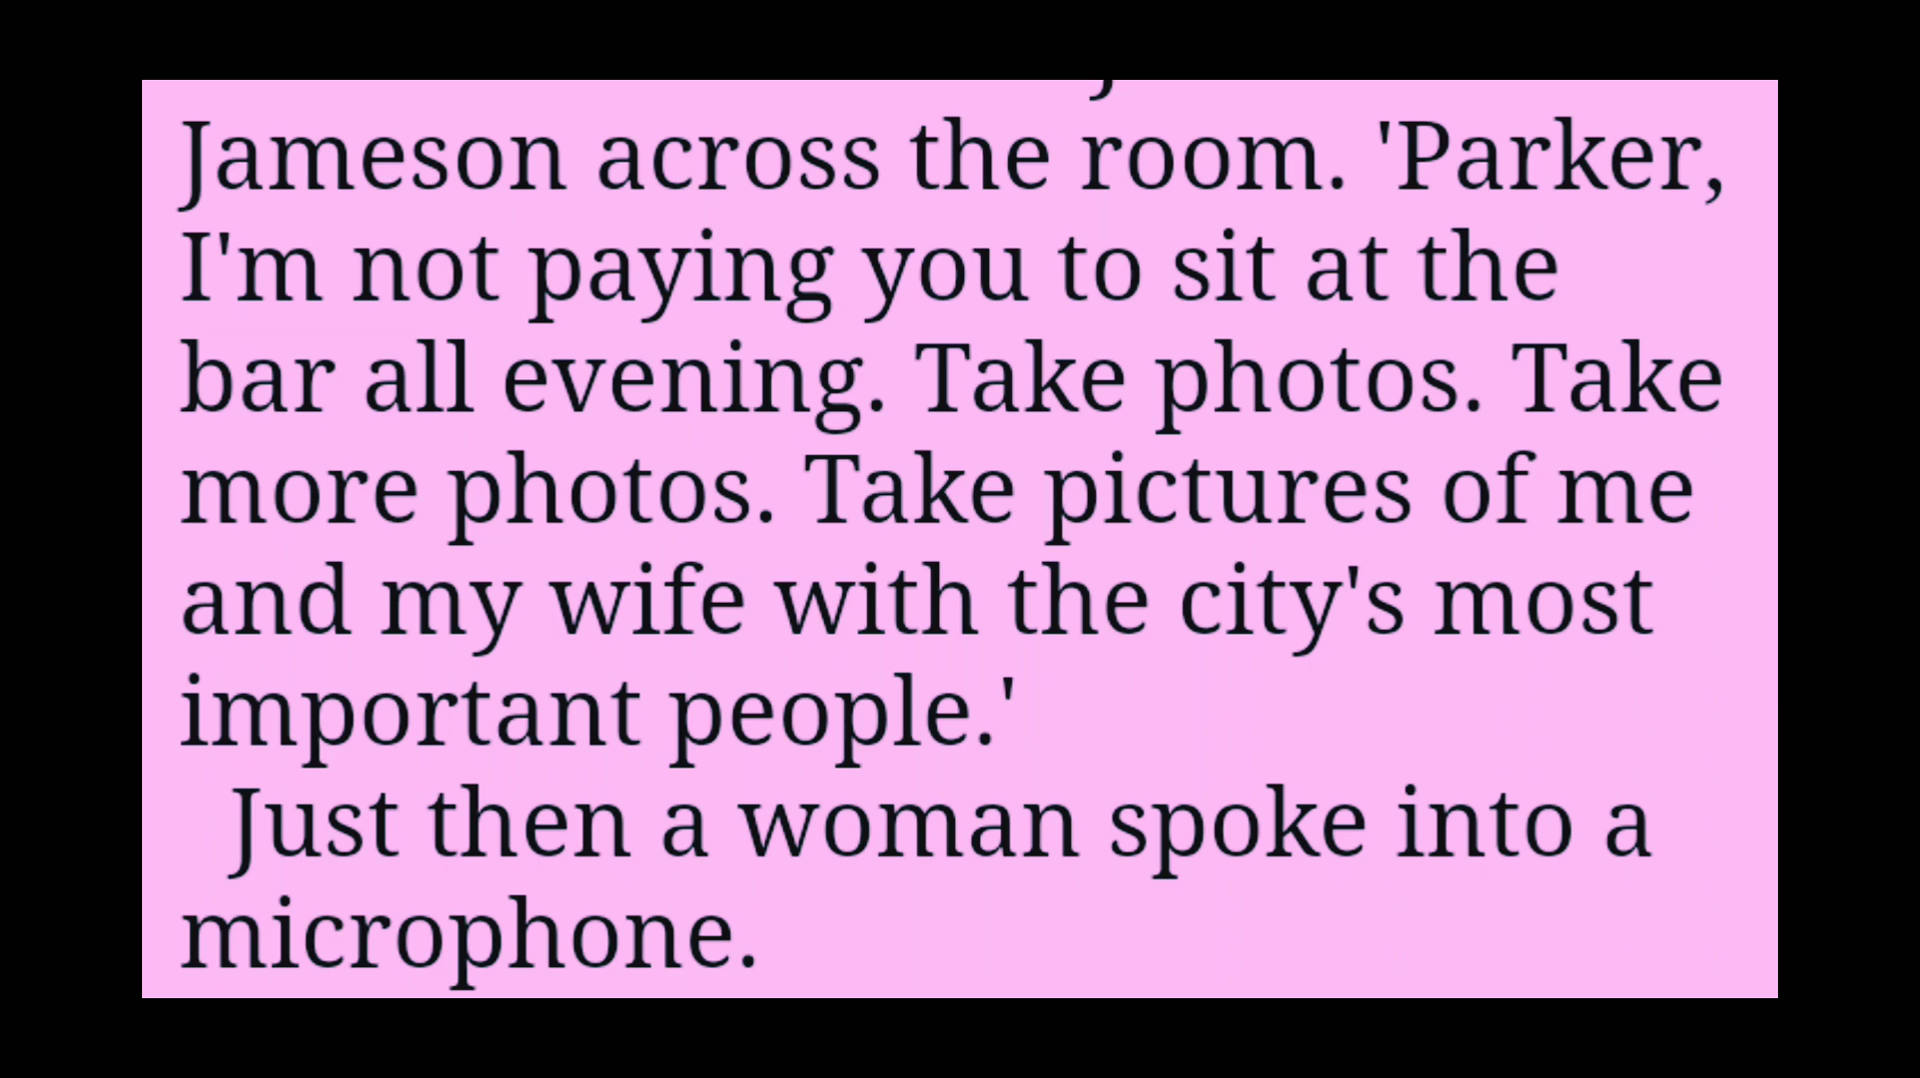 Jameson across the room. 'Parker,
I'm not paying you to sit at the
bar all evening. Take photos. Take
more photos. Take pictures of me
and my wife with the city's most
important people.'
Just then a woman spoke into a
microphone.